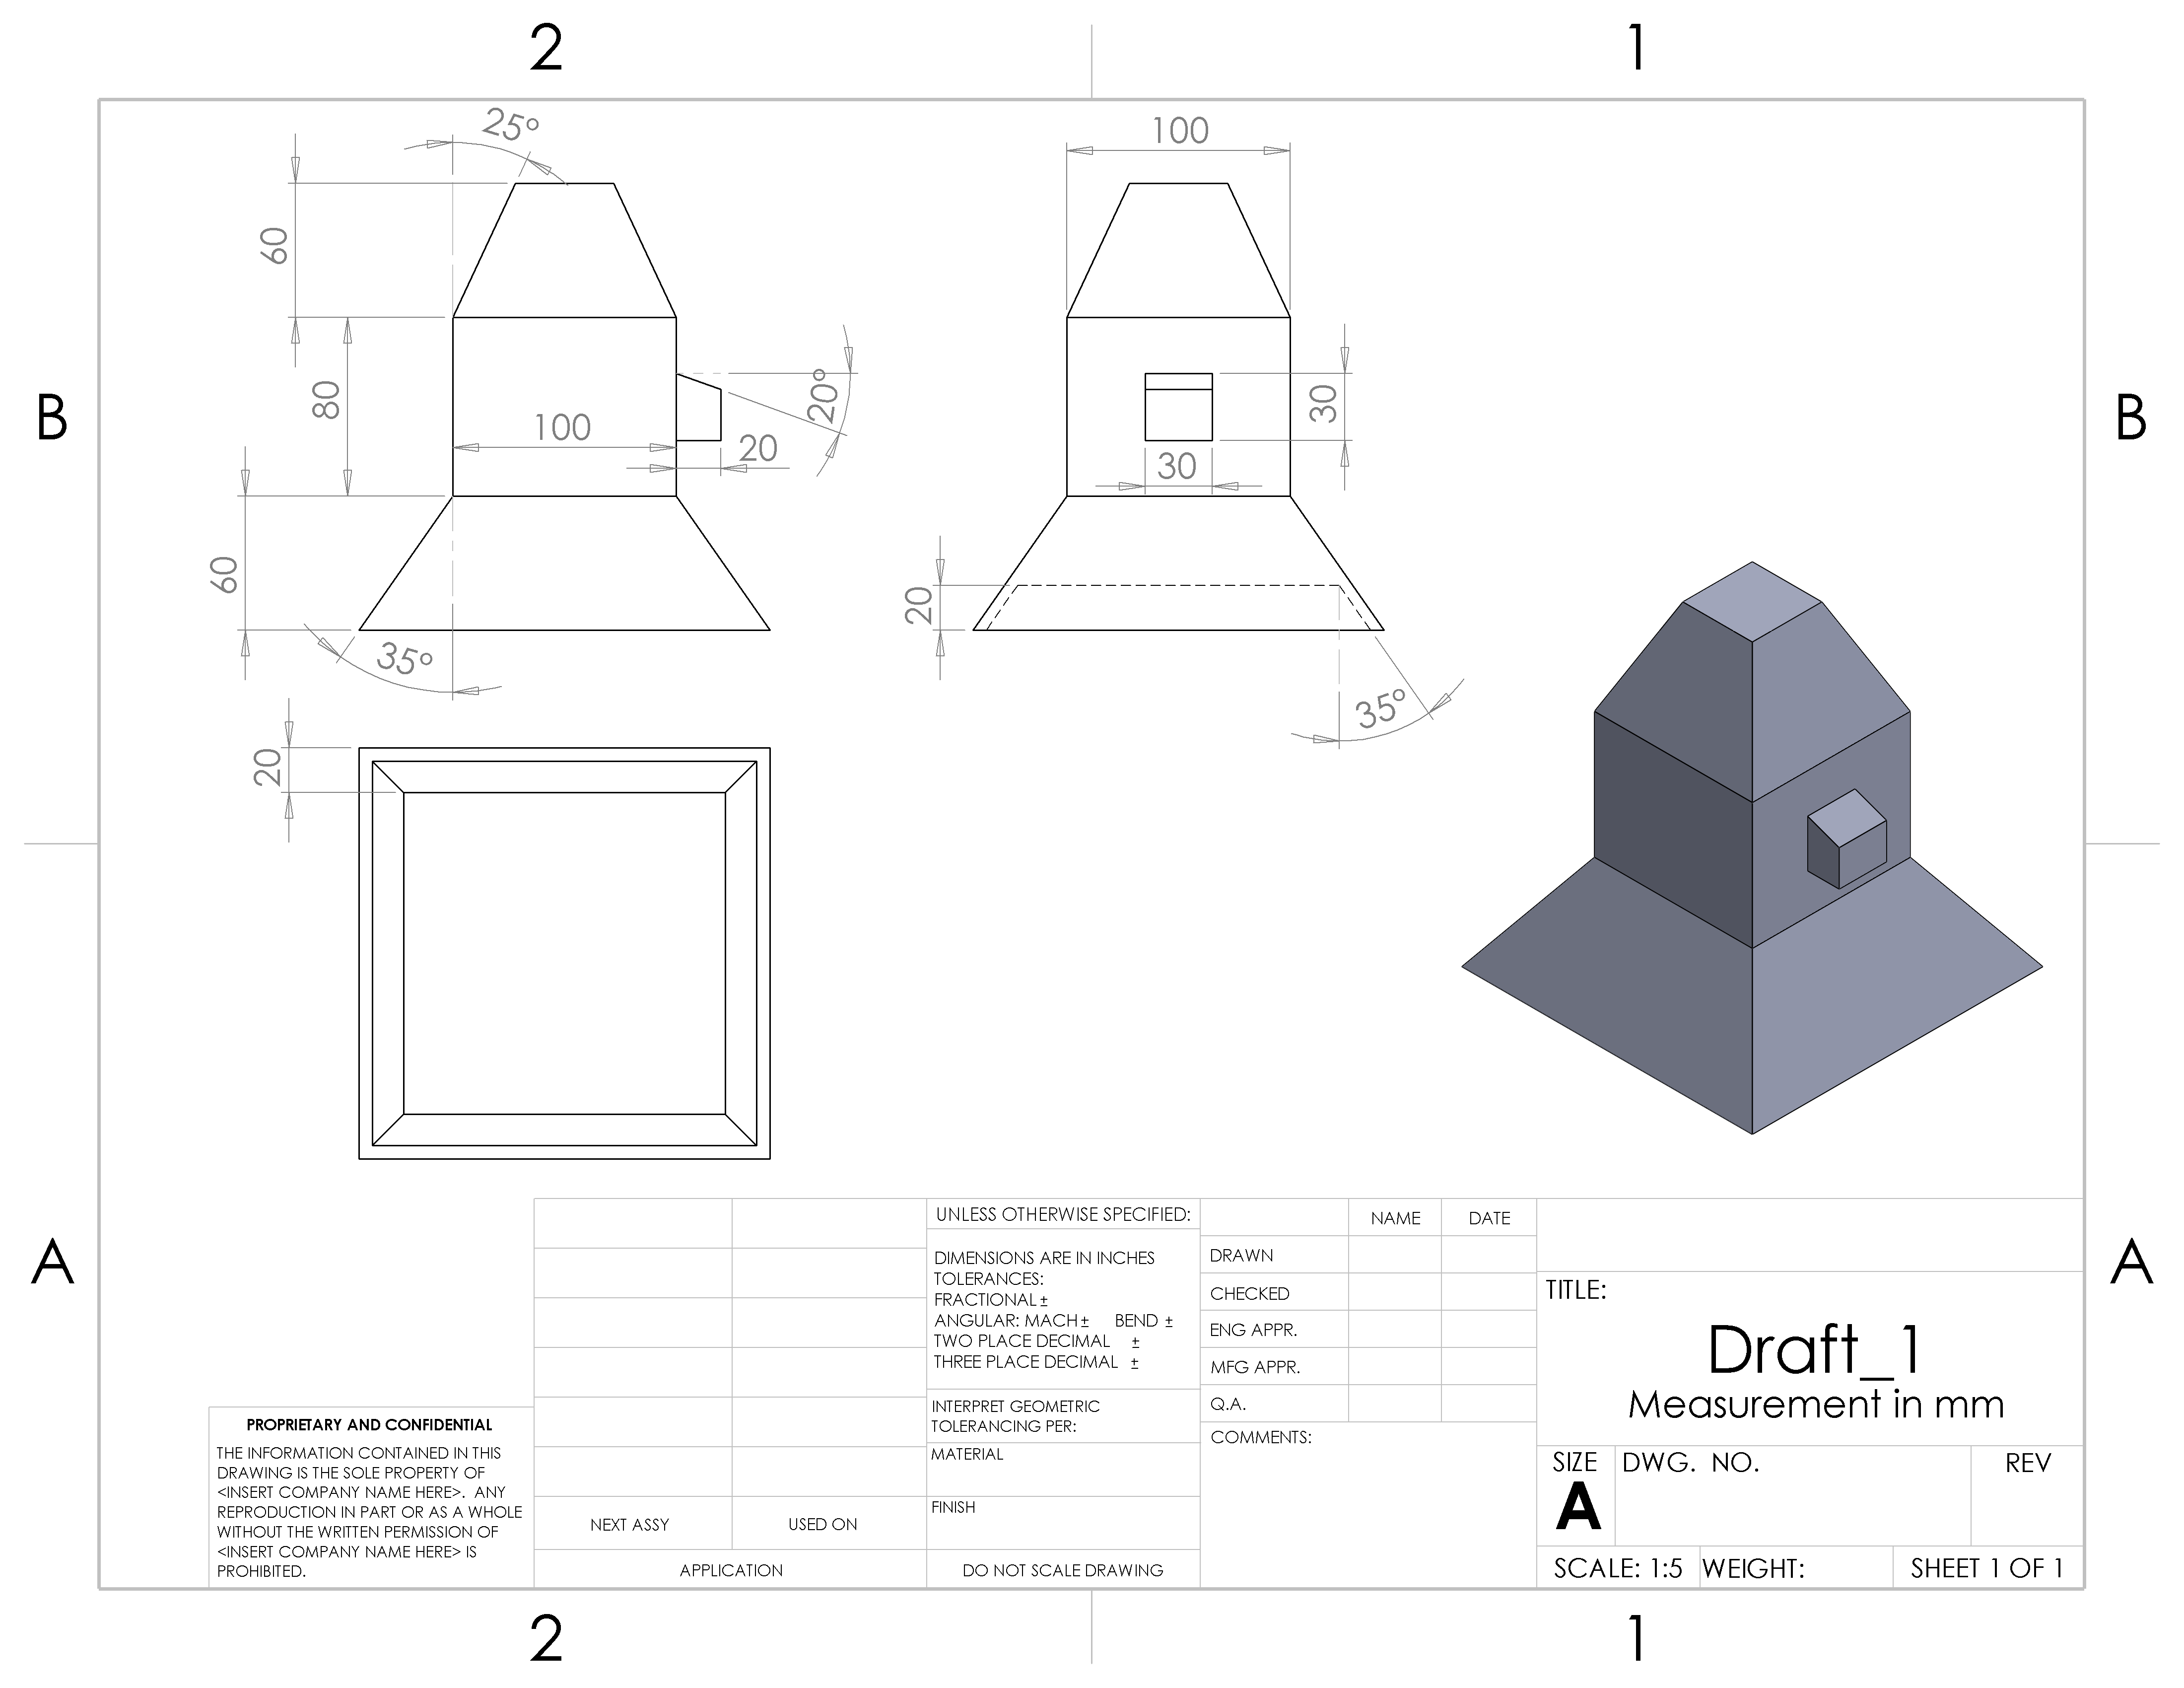 2
1
25°
60
80
100
20°
20
60
35°
100
30
30
20
35°
20
B
B
A
A
UNLESS OTHERWISE SPECIFIED:
DIMENSIONS ARE IN INCHES
TOLERANCES:
FRACTIONAL ±
ANGULAR: MACH ± BEND ±
TWO PLACE DECIMAL ±
THREE PLACE DECIMAL ±
INTERPRET GEOMETRIC
TOLERANCING PER:
MATERIAL
FINISH
DO NOT SCALE DRAWING
NAME DATE
DRAWN
CHECKED
ENG APPR.
MFG APPR.
Q.A.
COMMENTS:
TITLE:
Draft_1
Measurement in mm
SIZE
A
DWG. NO.
REV
SCALE: 1:5
WEIGHT:
SHEET 1 OF 1
PROPRIETARY AND CONFIDENTIAL
THE INFORMATION CONTAINED IN THIS
DRAWING IS THE SOLE PROPERTY OF
<INSERT COMPANY NAME HERE>. ANY
REPRODUCTION IN PART OR AS A WHOLE
WITHOUT THE WRITTEN PERMISSION OF
<INSERT COMPANY NAME HERE> IS
PROHIBITED.
NEXT ASSY USED ON
APPLICATION
2
1